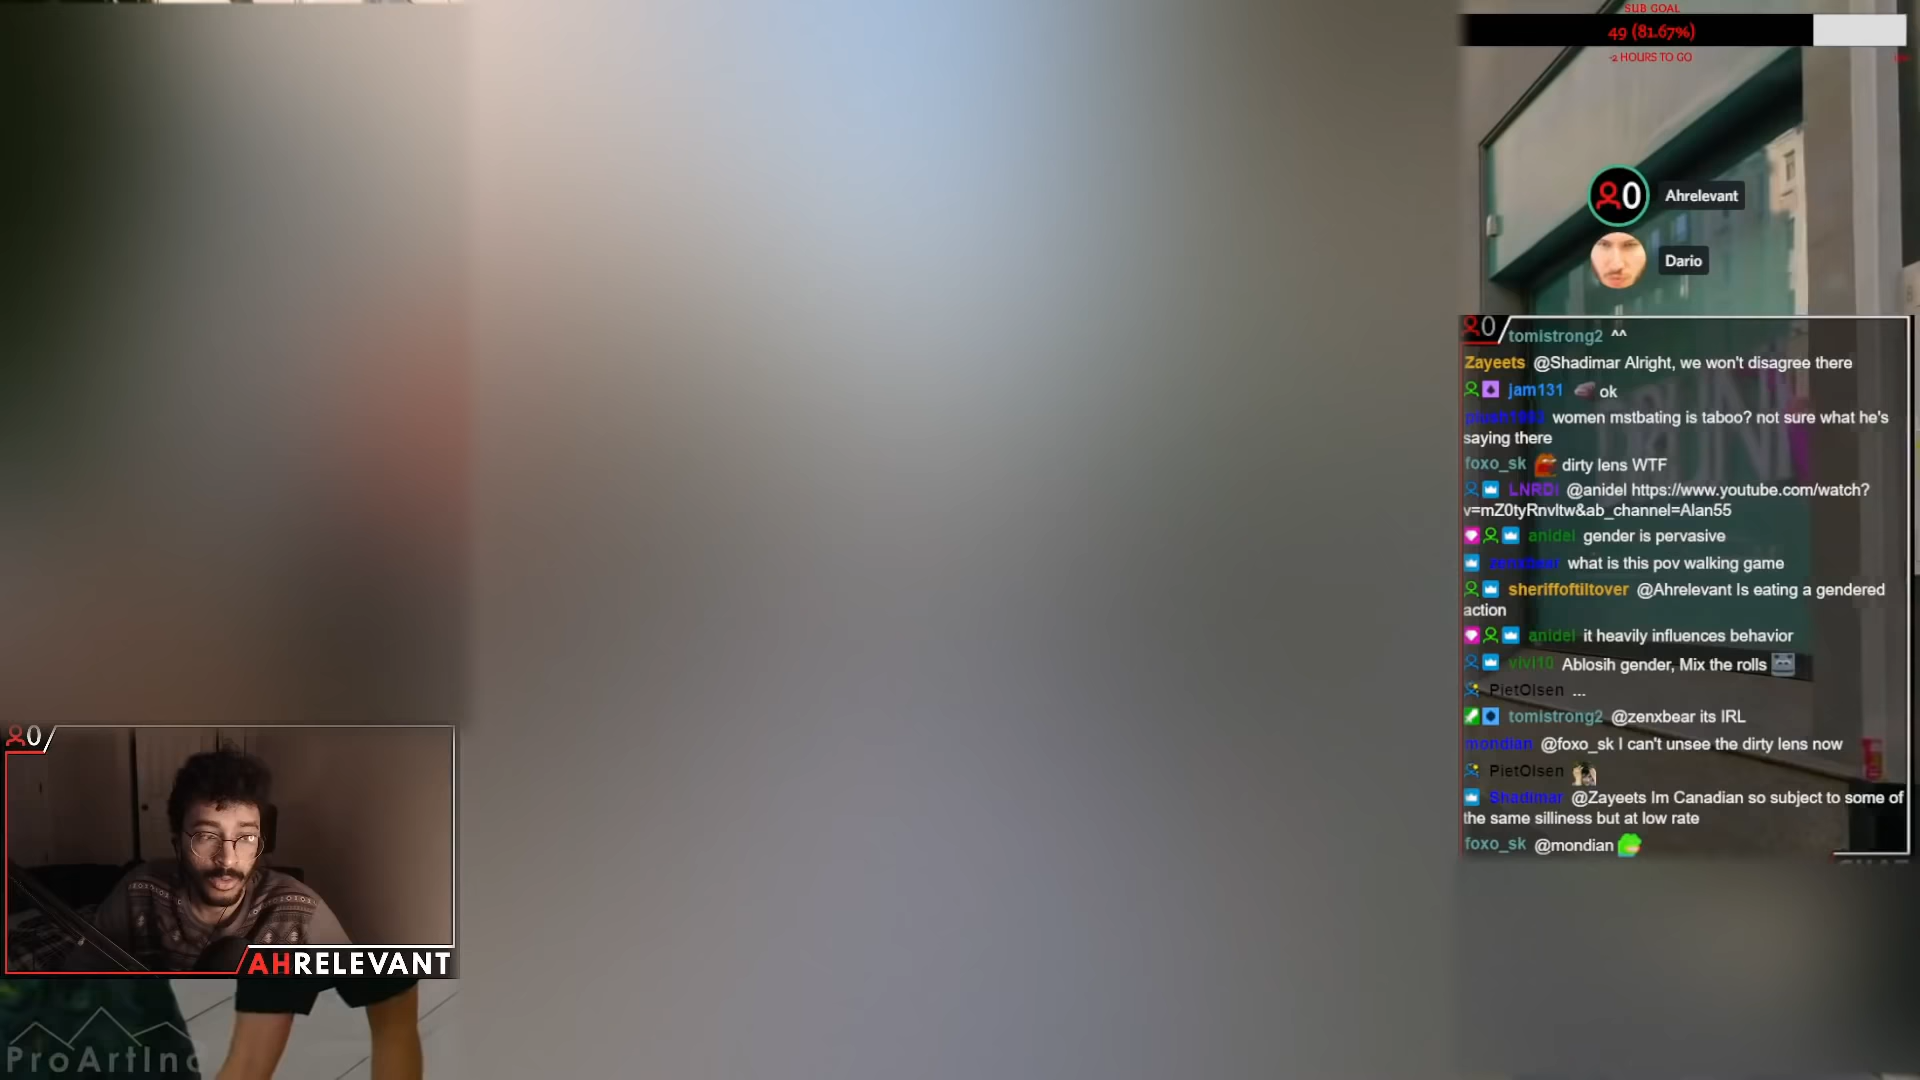 SUB GOAL
49 (81.67%)
-2 HOURS TO GO
0 Ahrelevant
Dario
0
tomistrong2 ^^
Zayeets @Shadimar Alright, we won't disagree there
jam131 ok
women mstbating is taboo? not sure what he's
saying there
foxo_sk dirty lens WTF
LNRDI @anidel https://www.youtube.com/watch?
v=mZ0tyRnvltw&ab_channel=Alan55
anidel gender is pervasive
zenxbear what is this pov walking game
sheriffoftiltover @Ahrelevant Is eating a gendered
action
anidel it heavily influences behavior
vivi10 Ablosih gender, Mix the rolls
PietOlsen ...
tomistrong2 @zenxbear its IRL
mondian @foxo_sk I can't unsee the dirty lens now
PietOlsen
Shadimar @Zayeets Im Canadian so subject to some of
the same silliness but at low rate
foxo_sk @mondian
0
AHRELEVANT
ProArtInc